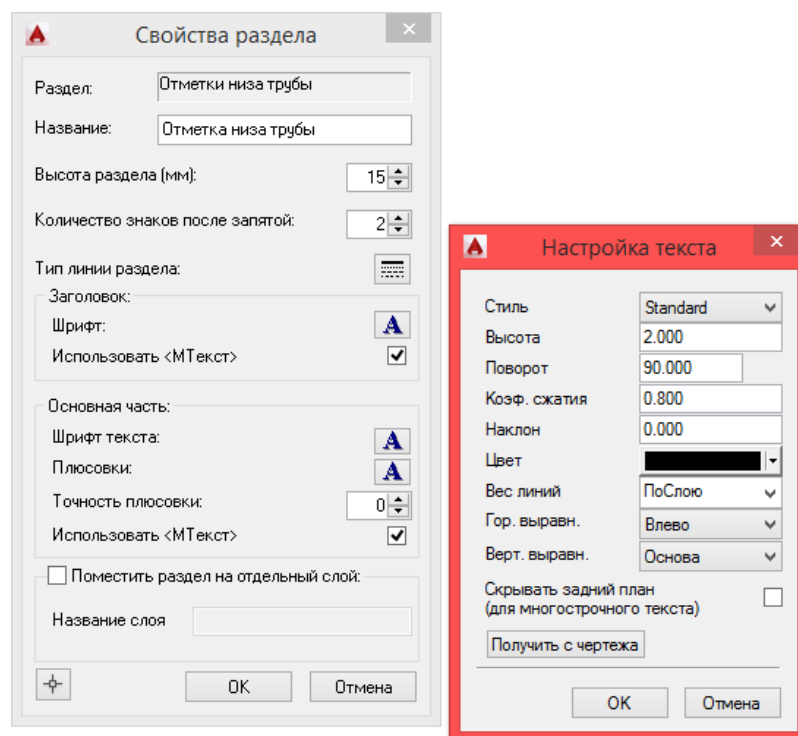 Свойства раздела
Раздел:
Отметки низа трубы
Название:
Отметка низа трубы
Высота раздела (мм):
15
Количество знаков после запятой:
2
Тип линии раздела:
Заголовок:
Шрифт:
A
Использовать <МТекст>
Основная часть:
Шрифт текста:
A
Плюсовки:
A
Точность плюсовки:
0
Использовать <МТекст>
Поместить раздел на отдельный слой:
Название слоя
OK
Отмена
Настройка текста
Стиль
Standard
Высота
2.000
Поворот
90.000
Коэф. сжатия
0.800
Наклон
0.000
Цвет
Вес линий
ПоСлою
Гор. выравн.
Влево
Верт. выравн.
Основа
Скрывать задний план
(для многострочного текста)
Получить с чертежа
OK
Отмена